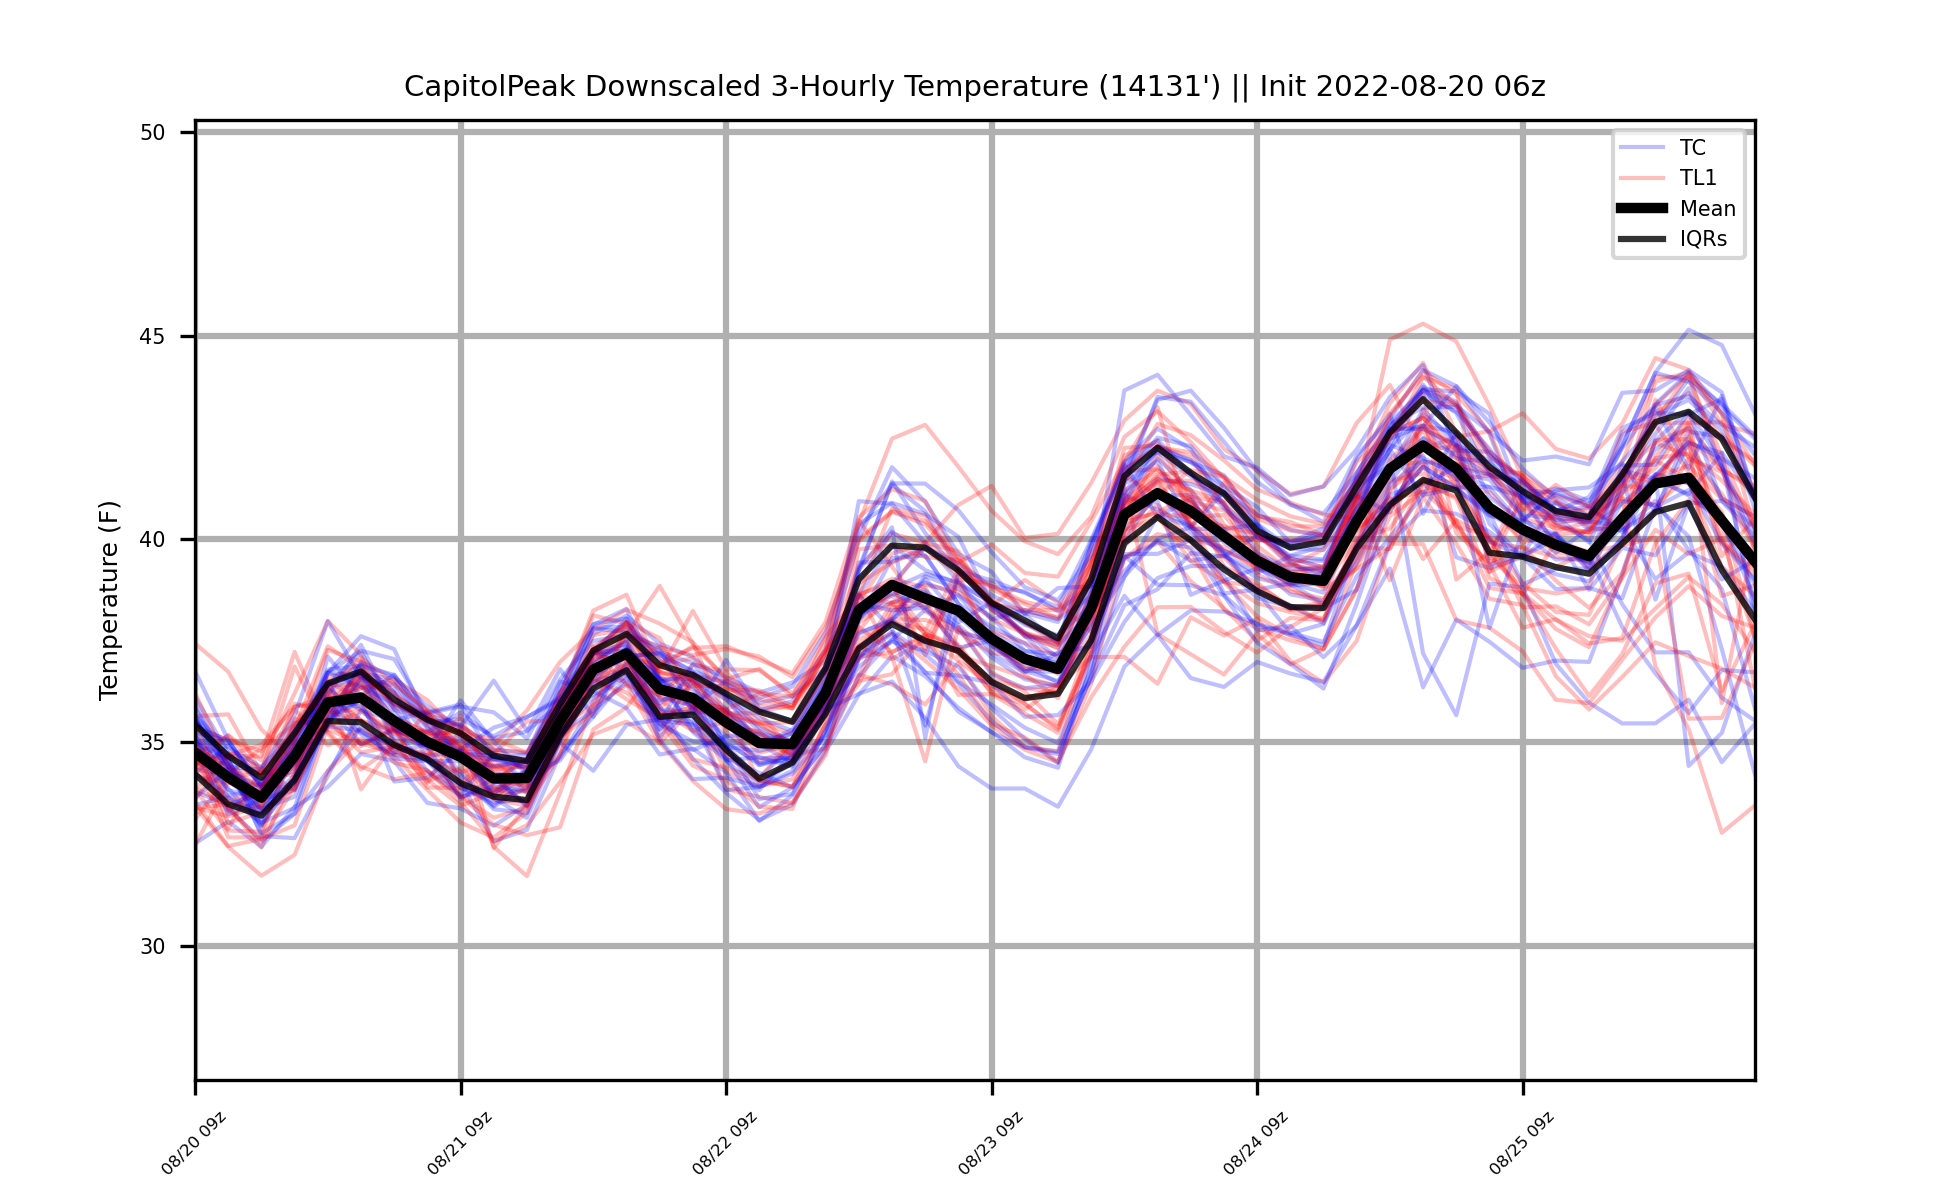 CapitolPeak Downscaled 3-Hourly Temperature (14131') || Init 2022-08-20 06z
TC
TL1
Mean
IQRs
Temperature (F)
50
45
40
35
30
08/20 09z
08/21 09z
08/22 09z
08/23 09z
08/24 09z
08/25 09z